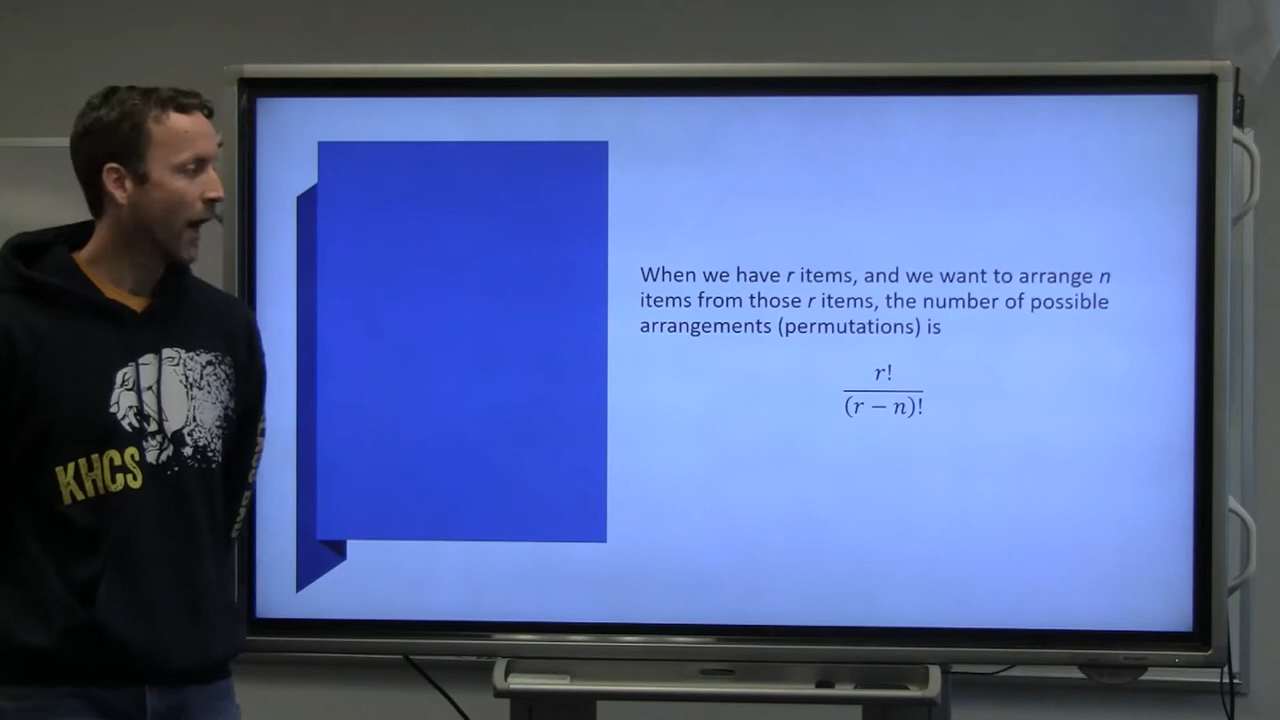 When we have r items, and we want to arrange n
items from those r items, the number of possible
arrangements (permutations) is
r!
(r − n)!
KHCS